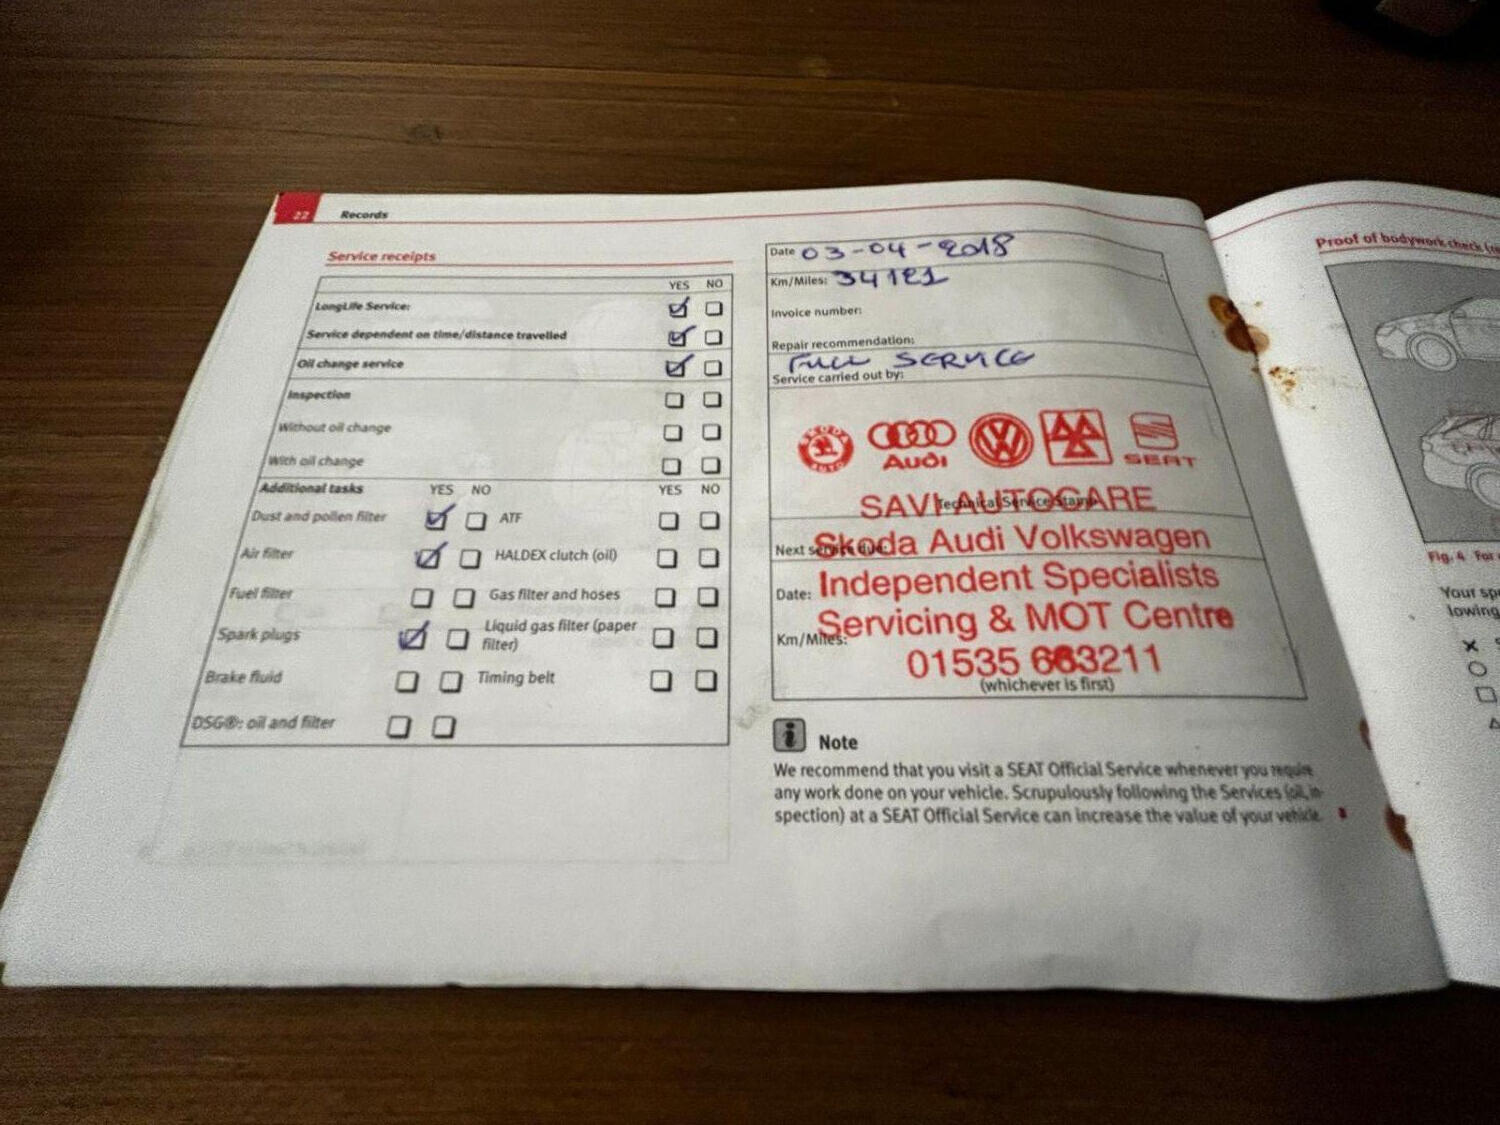 22 Records
Service receipts
YES NO
LongLife Service:
Service dependent on time/distance travelled
Oil change service
Inspection
Without oil change
With oil change
Additional tasks YES NO YES NO
Dust and pollen filter ATF
Air filter HALDEX clutch (oil)
Fuel filter Gas filter and hoses
Spark plugs Liquid gas filter (paper
filter)
Brake fluid Timing belt
DSG®: oil and filter
Date 03-04-2018
Km/Miles: 34121
Invoice number:
Repair recommendation:
FULL SERVICE
Service carried out by:
SKODA AUTO Audi SEAT
Technical Service Stamp
SAVI AUTOCARE
Next service due:
Skoda Audi Volkswagen
Independent Specialists
Date:
Servicing & MOT Centre
Km/Miles:
01535 663211
(whichever is first)
i Note
We recommend that you visit a SEAT Official Service whenever you require
any work done on your vehicle. Scrupulously following the Services (oil, in-
spection) at a SEAT Official Service can increase the value of your vehicle.
Proof of bodywork check
Fig. 4 For
Your
lowing